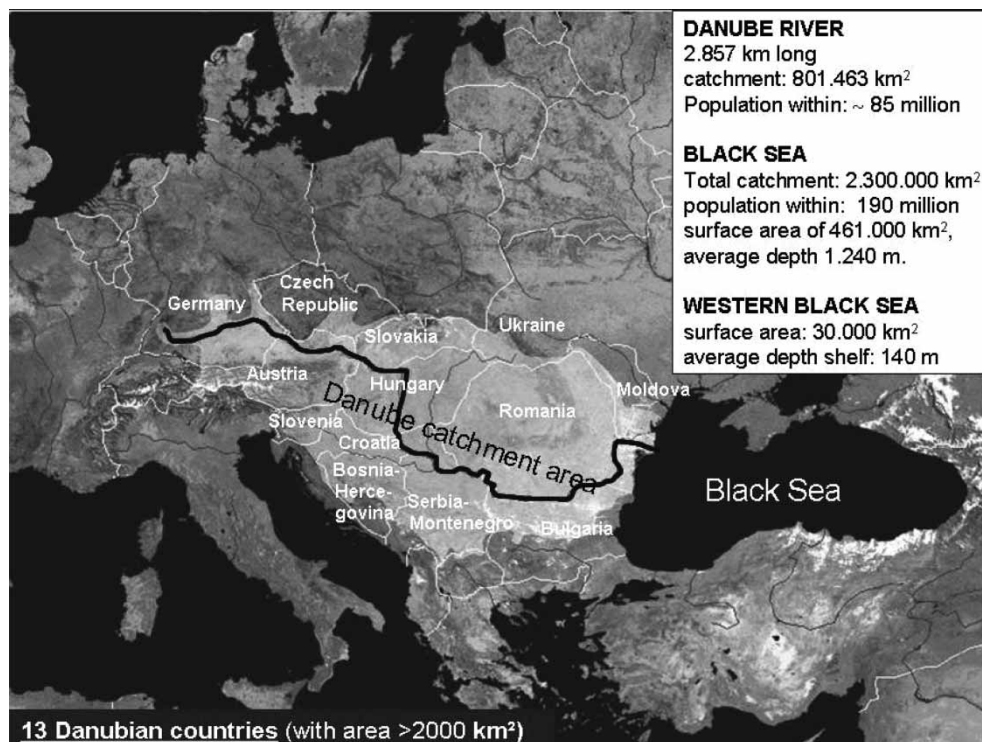 DANUBE RIVER
2.857 km long
catchment: 801.463 km²
Population within: ~ 85 million
BLACK SEA
Total catchment: 2.300.000 km²
population within: 190 million
surface area of 461.000 km²,
average depth 1.240 m.
WESTERN BLACK SEA
surface area: 30.000 km²
average depth shelf: 140 m
Czech
Republic
Germany
Slovakia
Ukraine
Austria
Hungary
Moldova
Romania
Danube catchment area
Slovenia
Croatia
Bosnia-
Herce-
govina
Serbia-
Montenegro
Bulgaria
Black Sea
13 Danubian countries (with area >2000 km²)